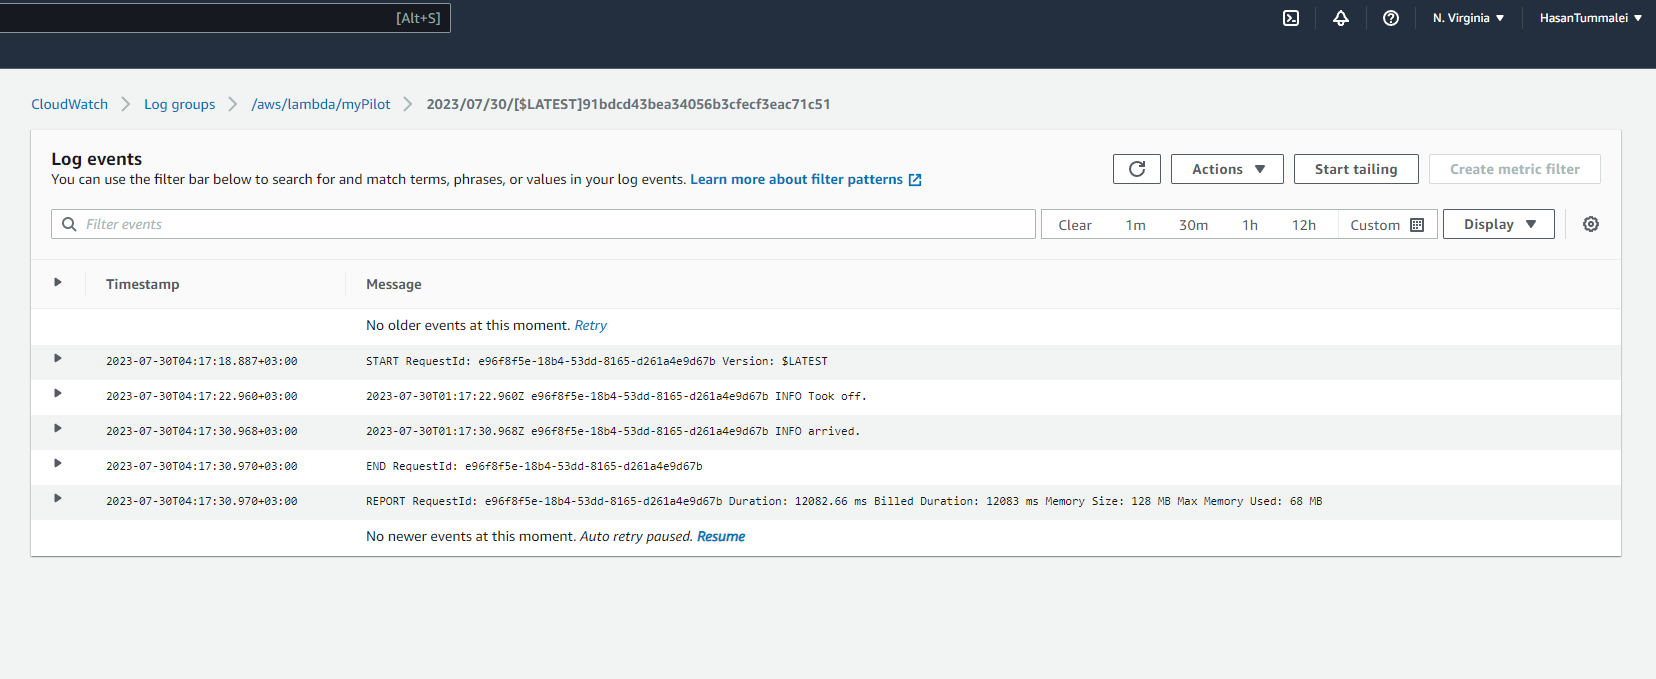 [Alt+S] N. Virginia HasanTummalei
CloudWatch Log groups /aws/lambda/myPilot 2023/07/30/[$LATEST]91bdcd43bea34056b3cfecf3eac71c51
Log events
You can use the filter bar below to search for and match terms, phrases, or values in your log events. Learn more about filter patterns
Actions Start tailing Create metric filter
Filter events Clear 1m 30m 1h 12h Custom Display
Timestamp Message
No older events at this moment. Retry
2023-07-30T04:17:18.887+03:00 START RequestId: e96f8f5e-18b4-53dd-8165-d261a4e9d67b Version: $LATEST
2023-07-30T04:17:22.960+03:00 2023-07-30T01:17:22.960Z e96f8f5e-18b4-53dd-8165-d261a4e9d67b INFO Took off.
2023-07-30T04:17:30.968+03:00 2023-07-30T01:17:30.968Z e96f8f5e-18b4-53dd-8165-d261a4e9d67b INFO arrived.
2023-07-30T04:17:30.970+03:00 END RequestId: e96f8f5e-18b4-53dd-8165-d261a4e9d67b
2023-07-30T04:17:30.970+03:00 REPORT RequestId: e96f8f5e-18b4-53dd-8165-d261a4e9d67b Duration: 12082.66 ms Billed Duration: 12083 ms Memory Size: 128 MB Max Memory Used: 68 MB
No newer events at this moment. Auto retry paused. Resume